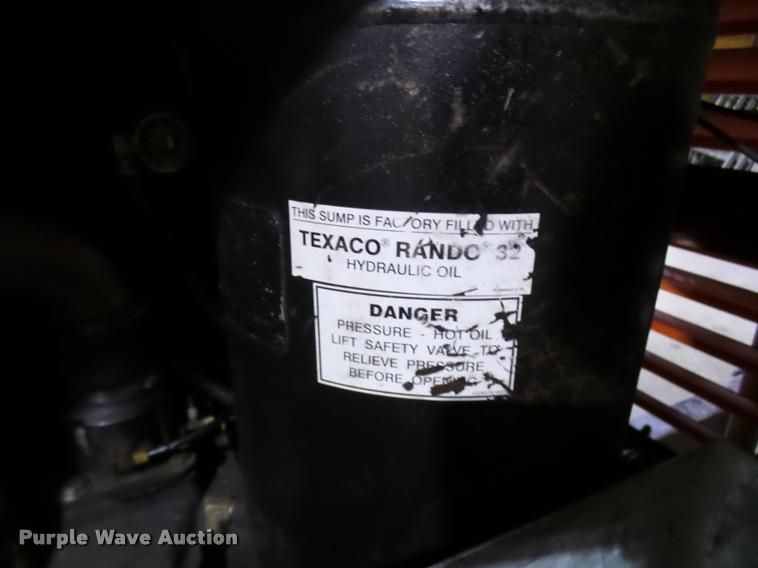 THIS SUMP IS FACTORY FILLED WITH
TEXACO® RANDO® 32
HYDRAULIC OIL
DANGER
PRESSURE - HOT OIL
LIFT SAFETY VALVE TO
RELIEVE PRESSURE
BEFORE OPENING
Purple Wave Auction